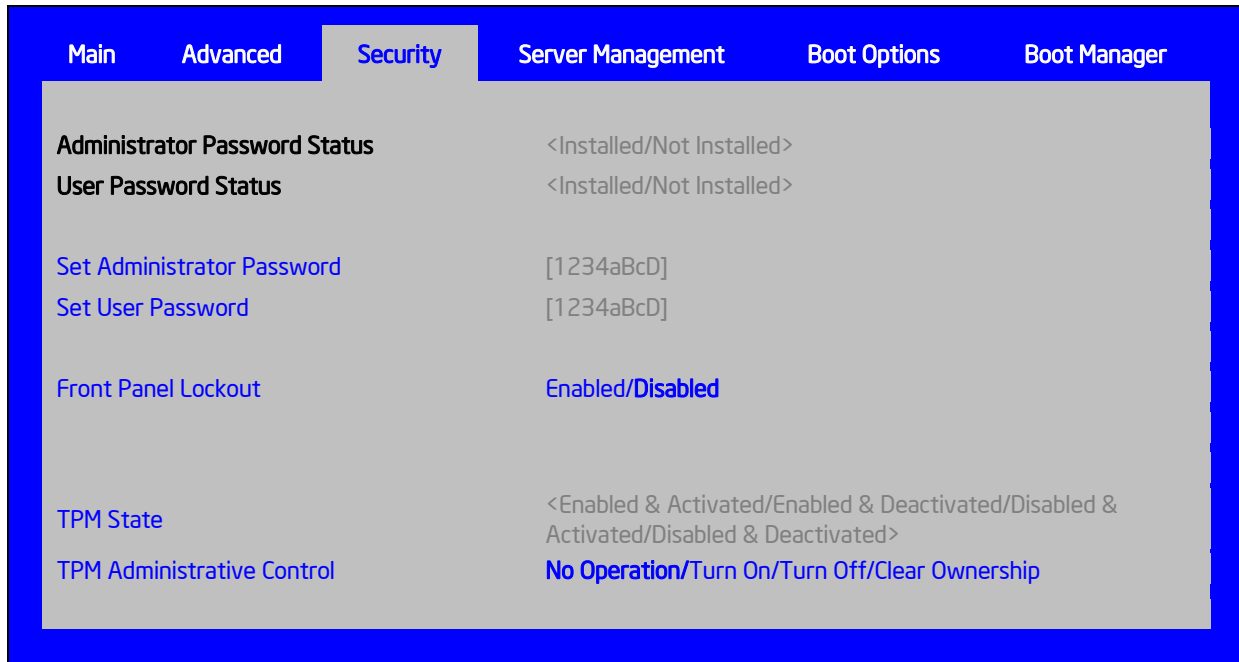 Main Advanced Security Server Management Boot Options Boot Manager
Administrator Password Status <Installed/Not Installed>
User Password Status <Installed/Not Installed>
Set Administrator Password [1234aBcD]
Set User Password [1234aBcD]
Front Panel Lockout Enabled/Disabled
TPM State <Enabled & Activated/Enabled & Deactivated/Disabled &
Activated/Disabled & Deactivated>
TPM Administrative Control No Operation/Turn On/Turn Off/Clear Ownership